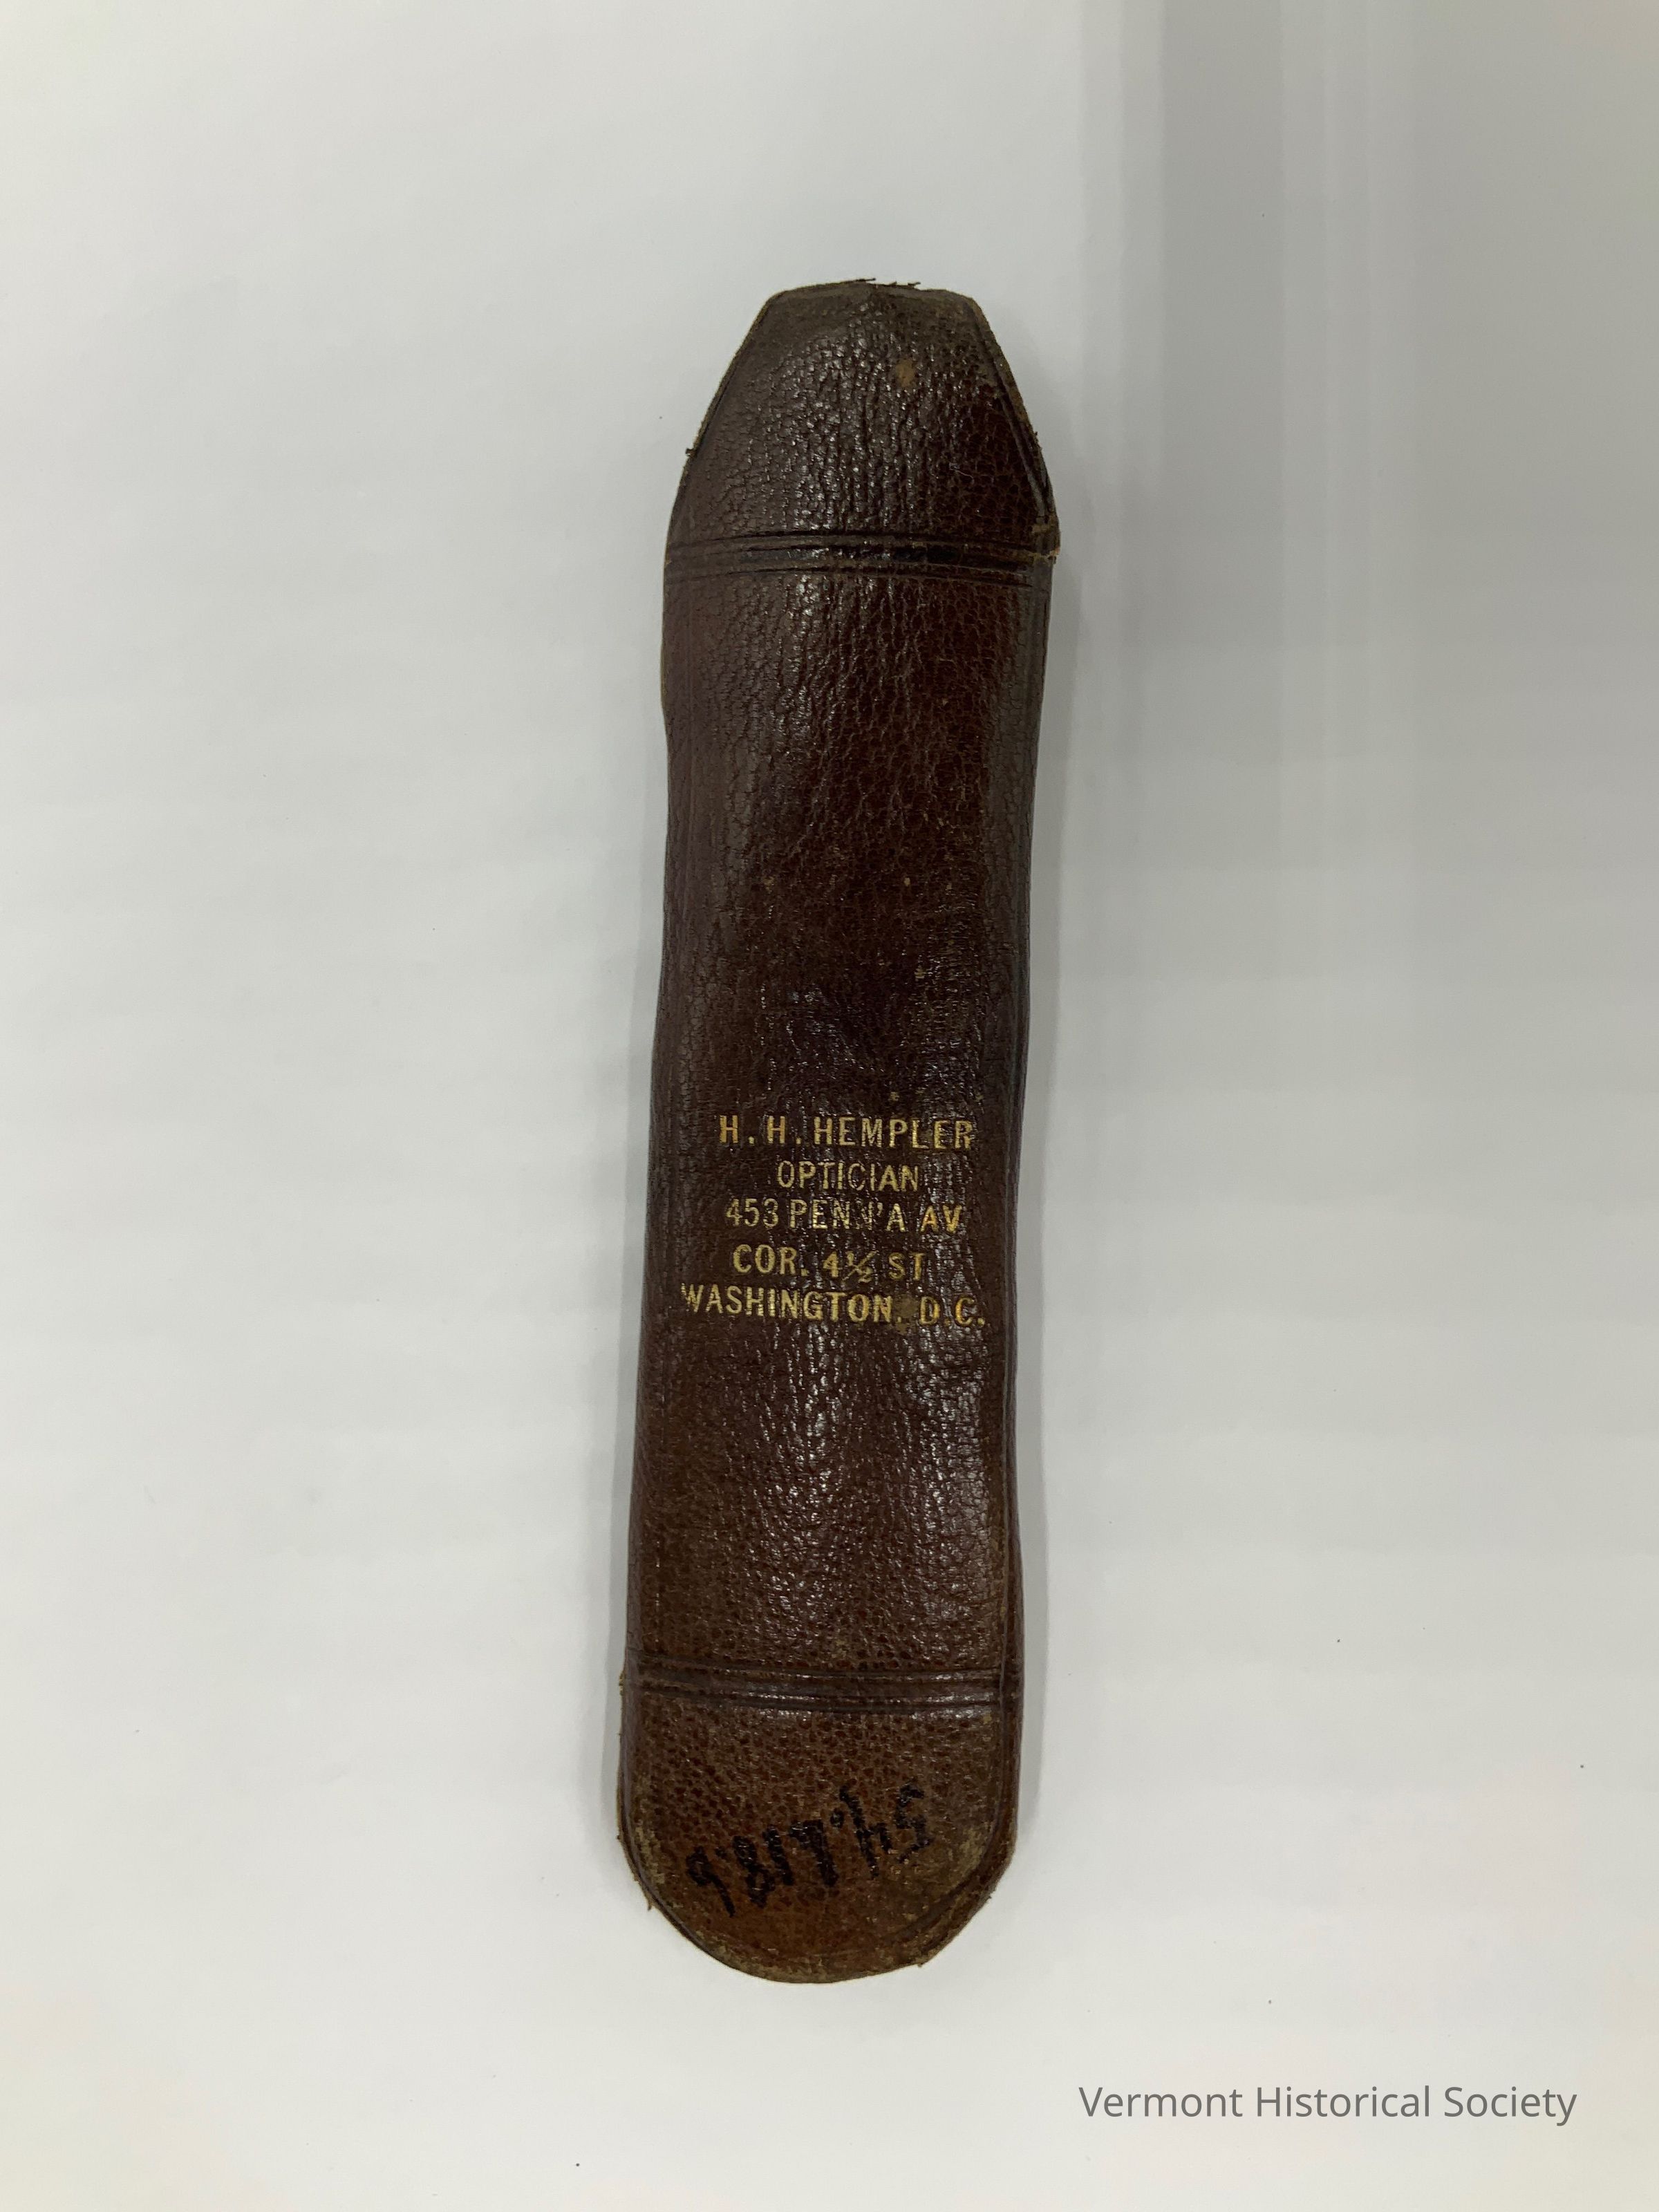 H. H. HEMPLER
OPTICIAN
453 PENN'A AV
COR. 4½ ST
WASHINGTON, D.C.
Vermont Historical Society